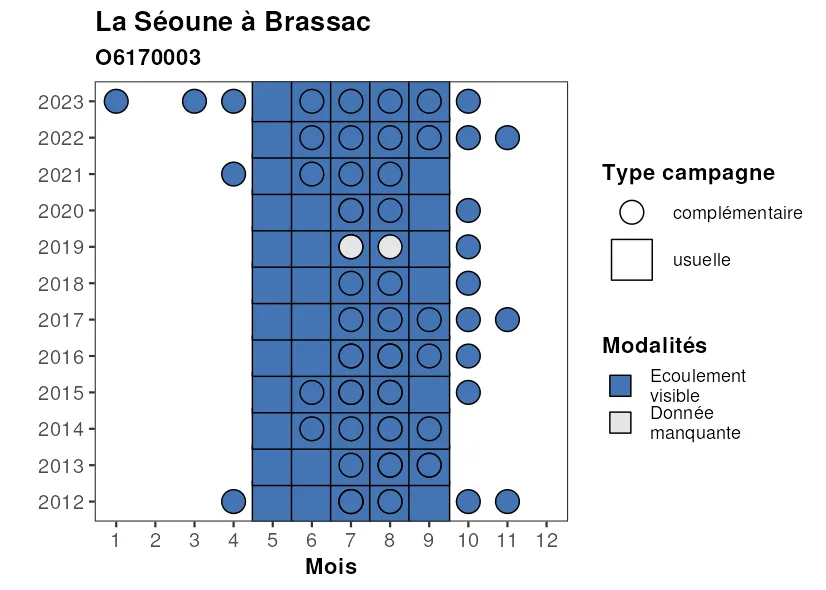 La Séoune à Brassac
O6170003
2023
2022
2021
2020
2019
2018
2017
2016
2015
2014
2013
2012
1 2 3 4 5 6 7 8 9 10 11 12
Mois
Type campagne
complémentaire
usuelle
Modalités
Ecoulement
visible
Donnée
manquante